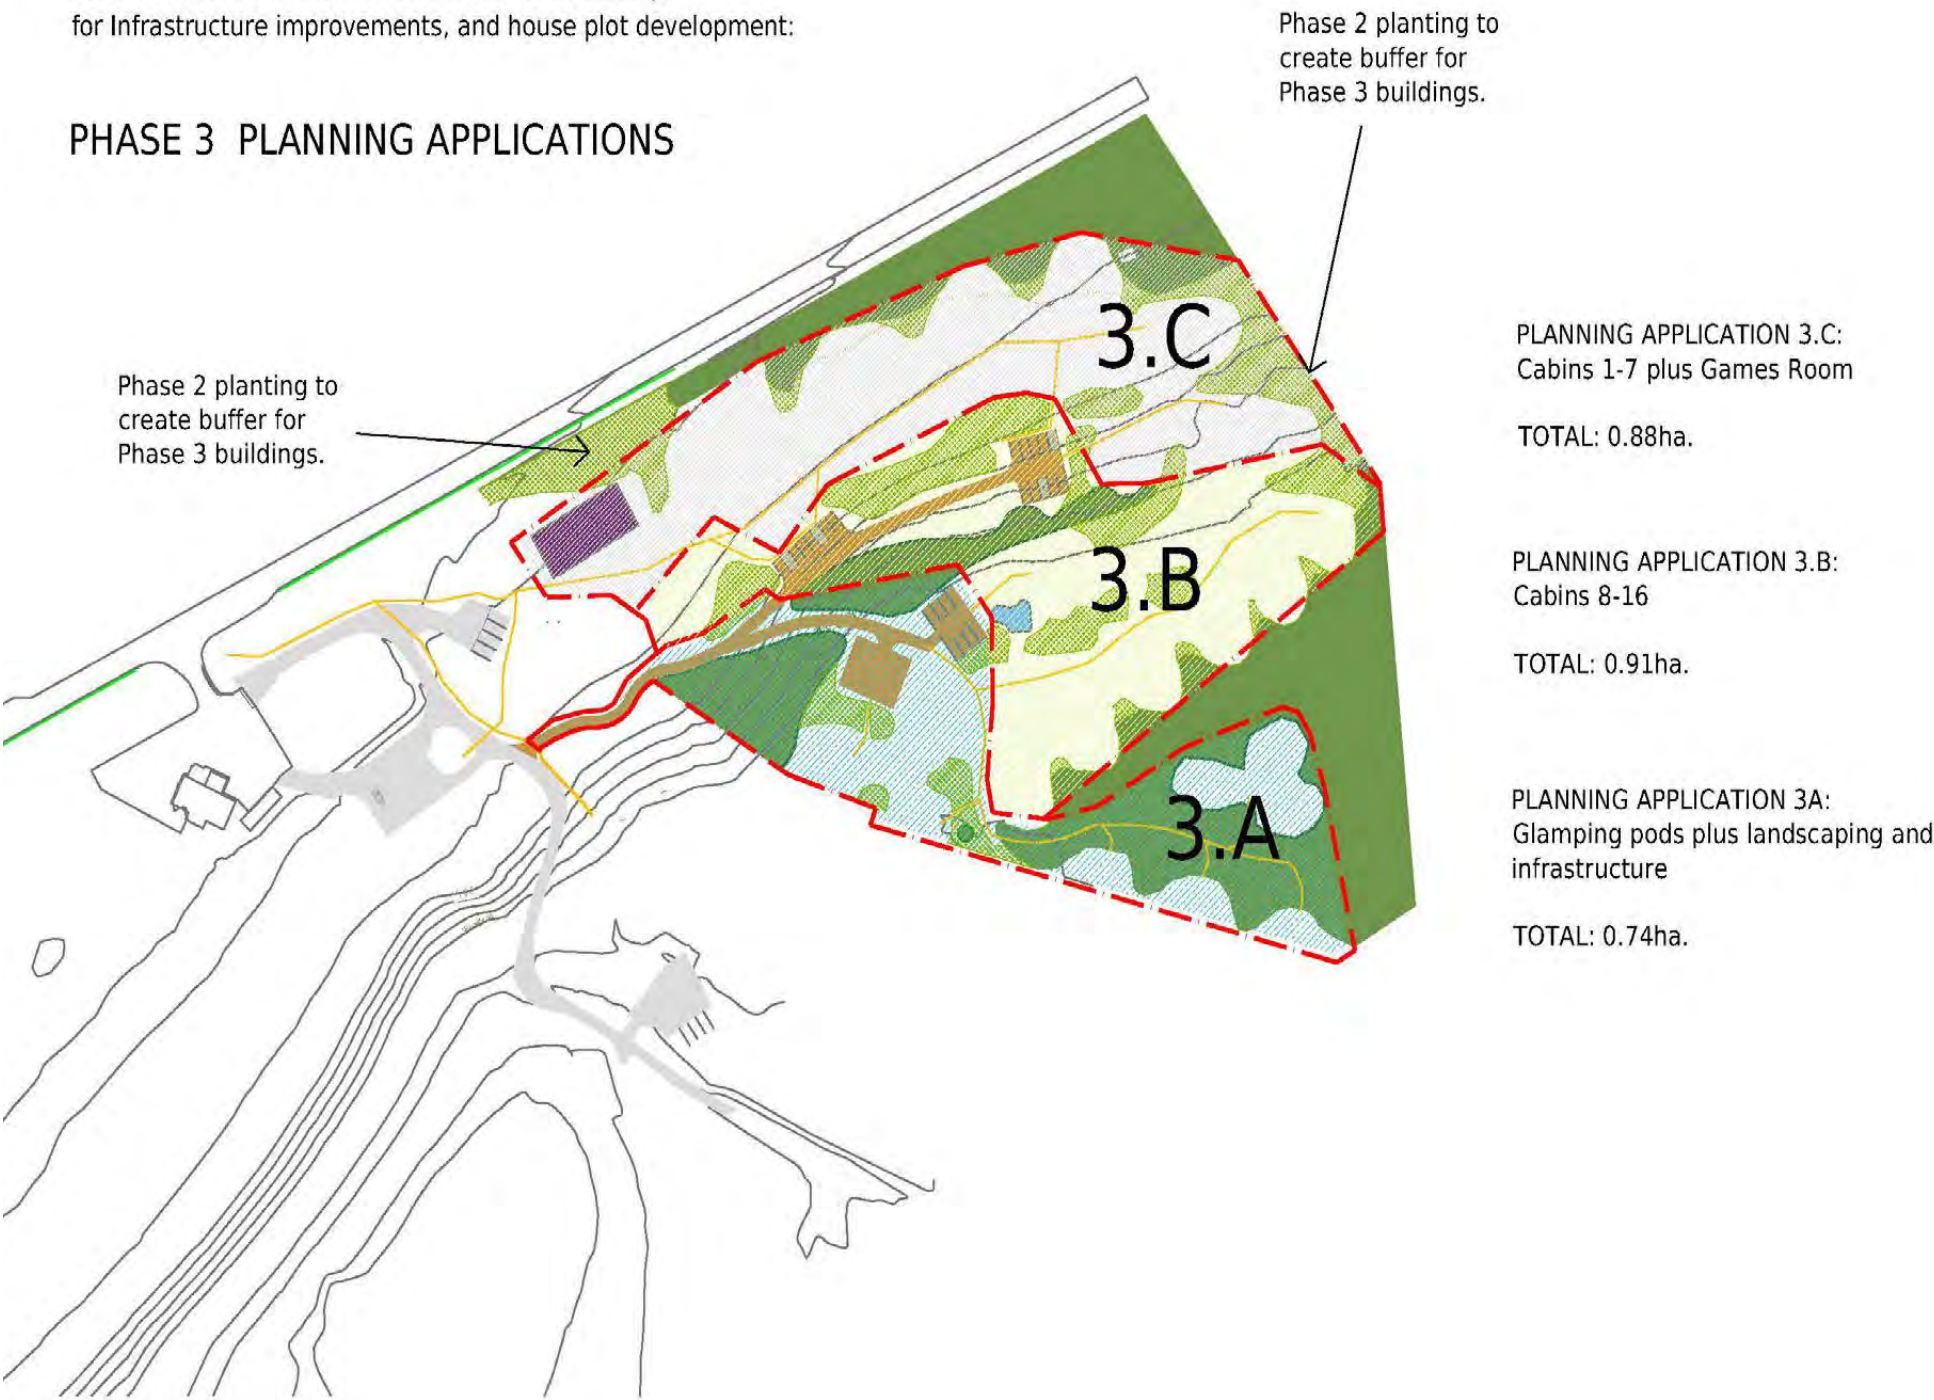 for Infrastructure improvements, and house plot development:
PHASE 3 PLANNING APPLICATIONS
Phase 2 planting to
create buffer for
Phase 3 buildings.
Phase 2 planting to
create buffer for
Phase 3 buildings.
3.C
3.B
3.A
PLANNING APPLICATION 3.C:
Cabins 1-7 plus Games Room
TOTAL: 0.88ha.
PLANNING APPLICATION 3.B:
Cabins 8-16
TOTAL: 0.91ha.
PLANNING APPLICATION 3A:
Glamping pods plus landscaping and
infrastructure
TOTAL: 0.74ha.